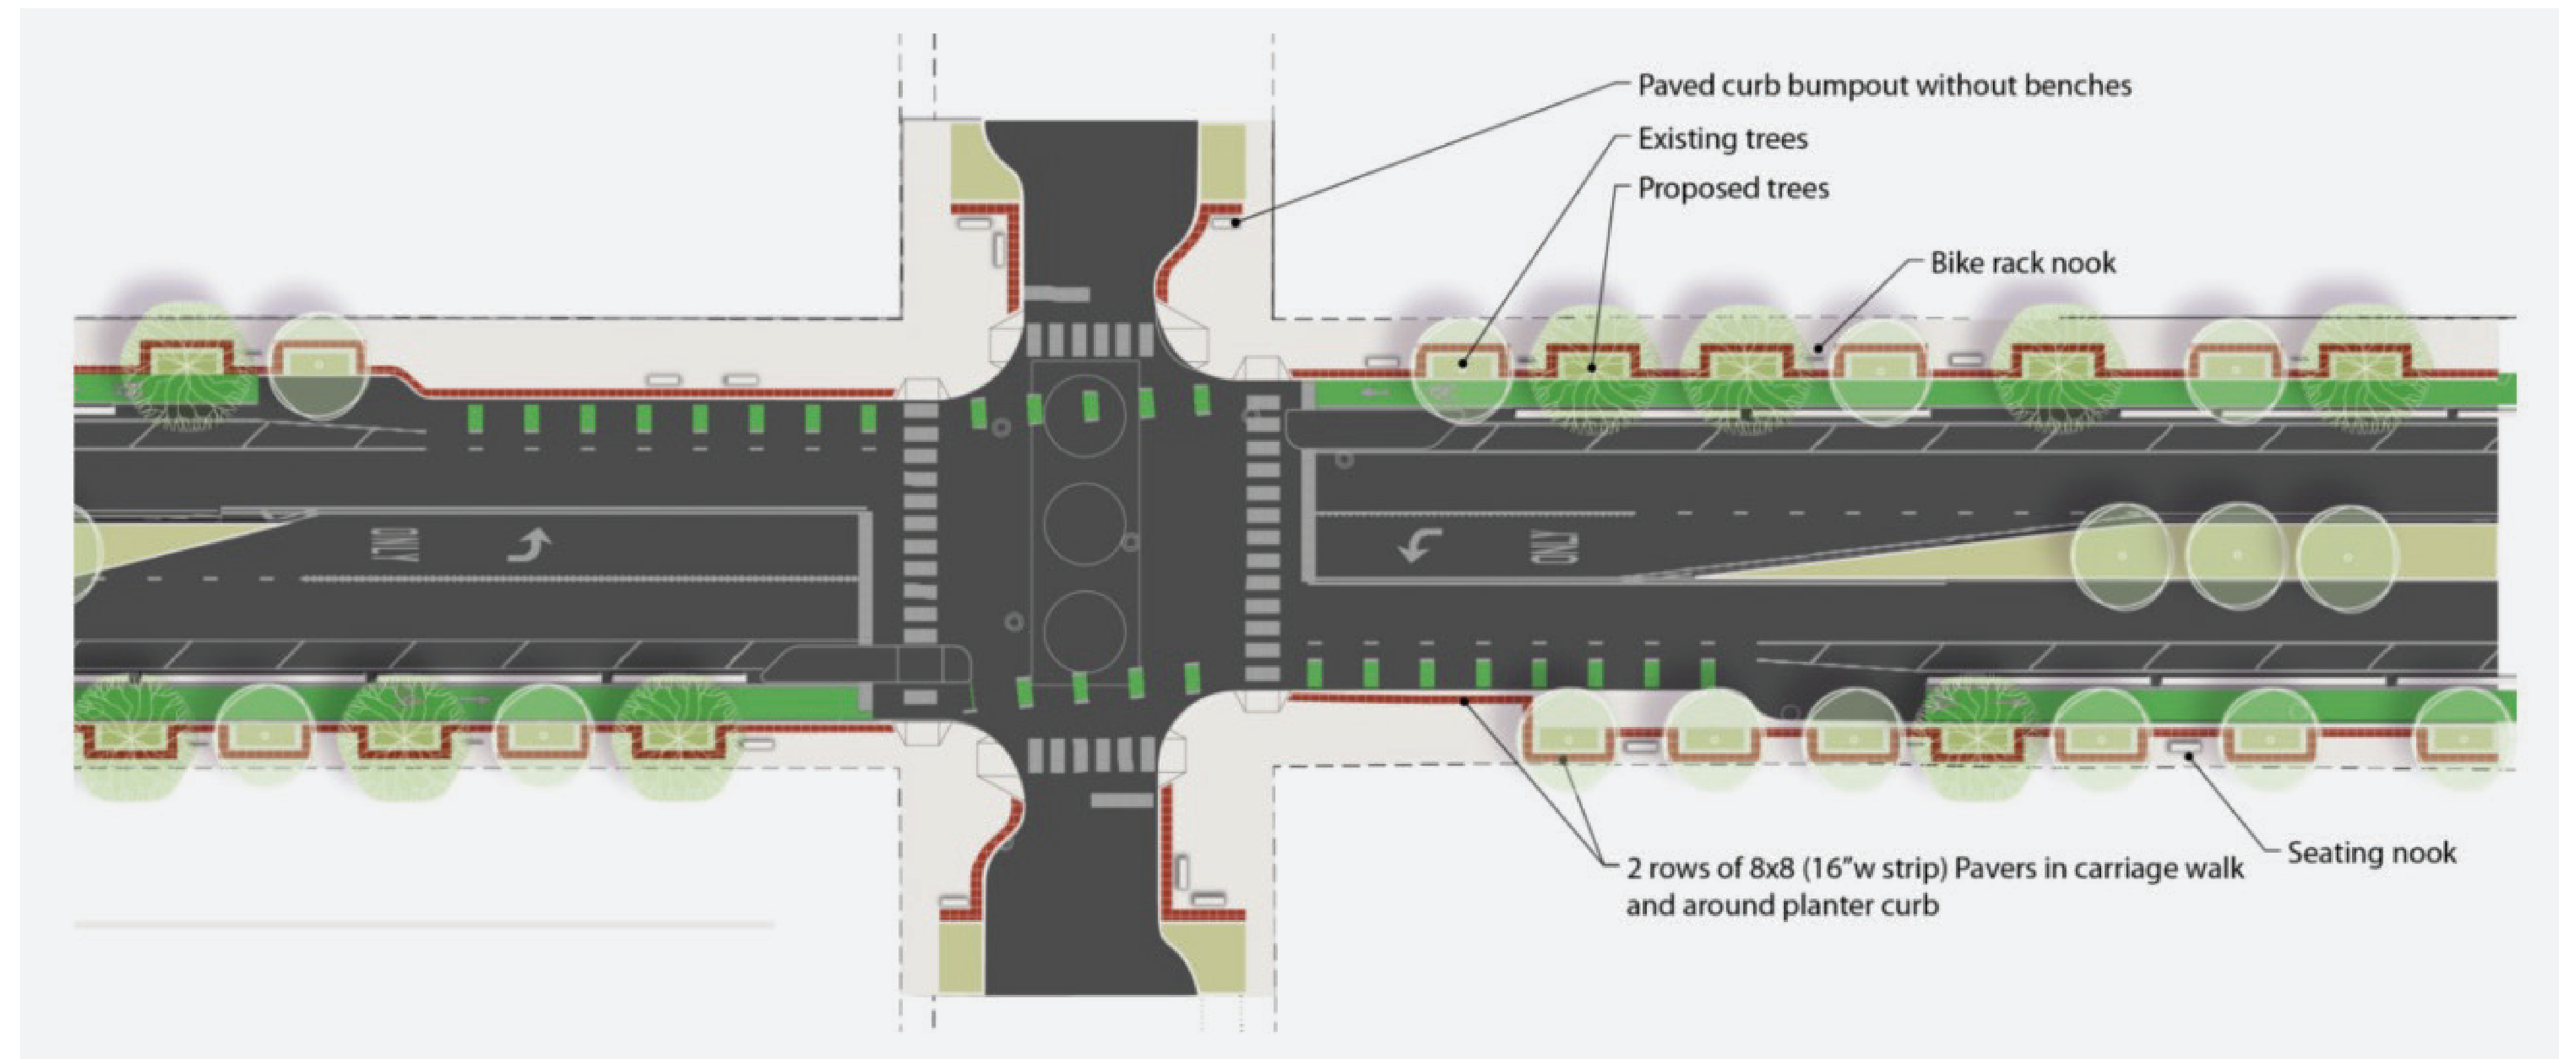 Paved curb bumpout without benches
Existing trees
Proposed trees
Bike rack nook
ONLY
ONLY
Seating nook
2 rows of 8x8 (16"w strip) Pavers in carriage walk
and around planter curb